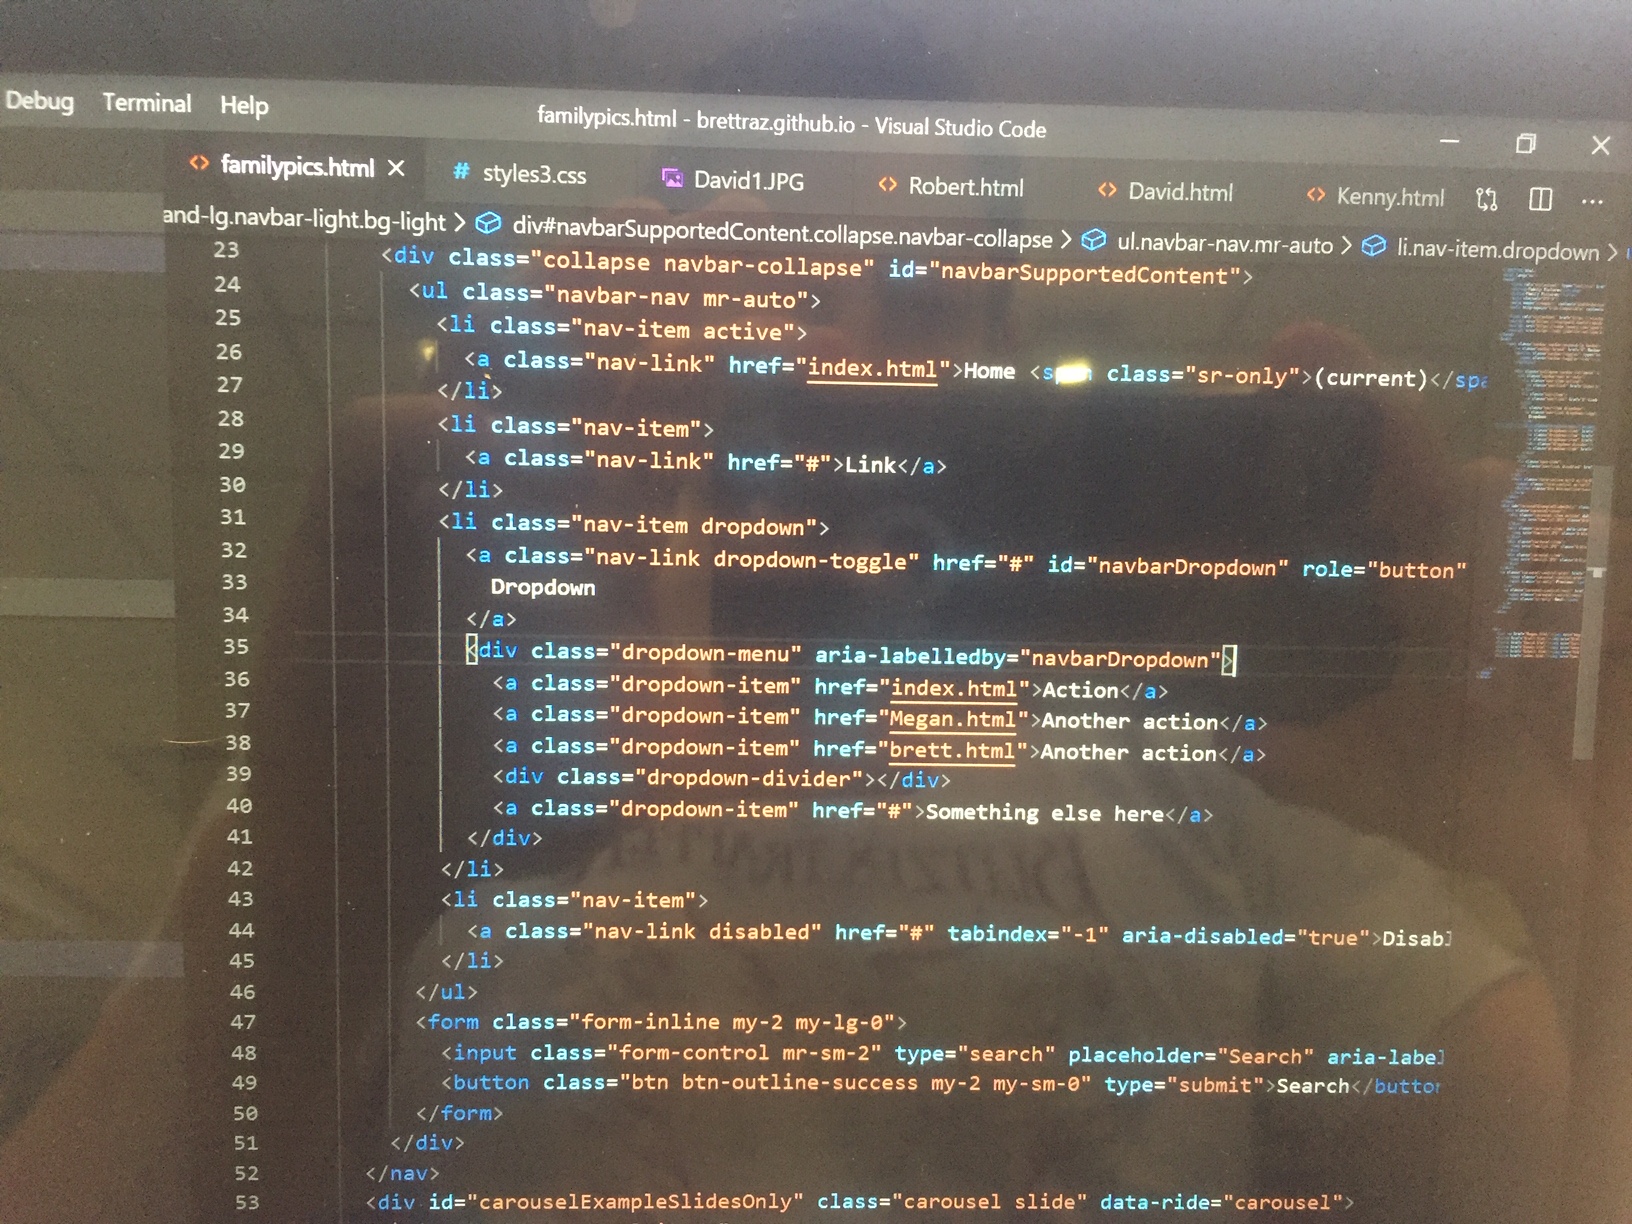 Debug Terminal Help
familypics.html - brettraz.github.io - Visual Studio Code
familypics.html
# styles3.css
David1.JPG
Robert.html
David.html
Kenny.html
and-lg.navbar-light.bg-light > div#navbarSupportedContent.collapse.navbar-collapse > ul.navbar-nav.mr-auto > li.nav-item.dropdown >
23 <div class="collapse navbar-collapse" id="navbarSupportedContent">
24 <ul class="navbar-nav mr-auto">
25 <li class="nav-item active">
26 <a class="nav-link" href="index.html">Home < class="sr-only">(current)</spa
27 </li>
28 <li class="nav-item">
29 <a class="nav-link" href="#">Link</a>
30 </li>
31 <li class="nav-item dropdown">
32 <a class="nav-link dropdown-toggle" href="#" id="navbarDropdown" role="button"
33 Dropdown
34 </a>
35 <div class="dropdown-menu" aria-labelledby="navbarDropdown">
36 <a class="dropdown-item" href="index.html">Action</a>
37 <a class="dropdown-item" href="Megan.html">Another action</a>
38 <a class="dropdown-item" href="brett.html">Another action</a>
39 <div class="dropdown-divider"></div>
40 <a class="dropdown-item" href="#">Something else here</a>
41 </div>
42 </li>
43 <li class="nav-item">
44 <a class="nav-link disabled" href="#" tabindex="-1" aria-disabled="true">Disabl
45 </li>
46 </ul>
47 <form class="form-inline my-2 my-lg-0">
48 <input class="form-control mr-sm-2" type="search" placeholder="Search" aria-label
49 <button class="btn btn-outline-success my-2 my-sm-0" type="submit">Search</button
50 </form>
51 </div>
52 </nav>
53 <div id="carouselExampleSlidesOnly" class="carousel slide" data-ride="carousel">